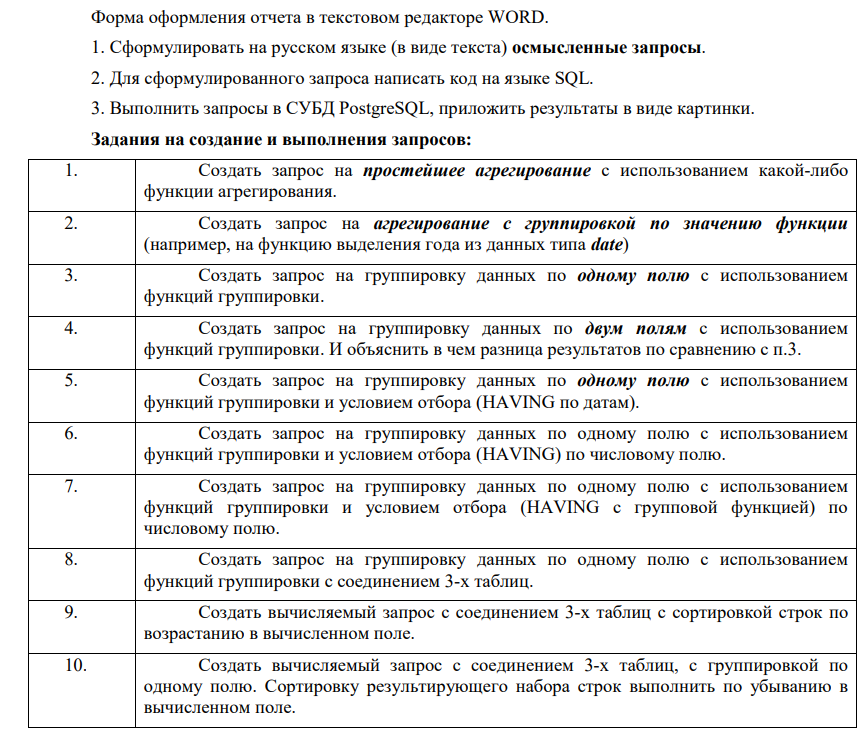 Форма оформления отчета в текстовом редакторе WORD.
1. Сформулировать на русском языке (в виде текста) осмысленные запросы.
2. Для сформулированного запроса написать код на языке SQL.
3. Выполнить запросы в СУБД PostgreSQL, приложить результаты в виде картинки.
Задания на создание и выполнения запросов:
1. Создать запрос на простейшее агрегирование с использованием какой-либо
функции агрегирования.
2. Создать запрос на агрегирование с группировкой по значению функции
(например, на функцию выделения года из данных типа date)
3. Создать запрос на группировку данных по одному полю с использованием
функций группировки.
4. Создать запрос на группировку данных по двум полям с использованием
функций группировки. И объяснить в чем разница результатов по сравнению с п.3.
5. Создать запрос на группировку данных по одному полю с использованием
функций группировки и условием отбора (HAVING по датам).
6. Создать запрос на группировку данных по одному полю с использованием
функций группировки и условием отбора (HAVING) по числовому полю.
7. Создать запрос на группировку данных по одному полю с использованием
функций группировки и условием отбора (HAVING с групповой функцией) по
числовому полю.
8. Создать запрос на группировку данных по одному полю с использованием
функций группировки с соединением 3-х таблиц.
9. Создать вычисляемый запрос с соединением 3-х таблиц с сортировкой строк по
возрастанию в вычисленном поле.
10. Создать вычисляемый запрос с соединением 3-х таблиц, с группировкой по
одному полю. Сортировку результирующего набора строк выполнить по убыванию в
вычисленном поле.